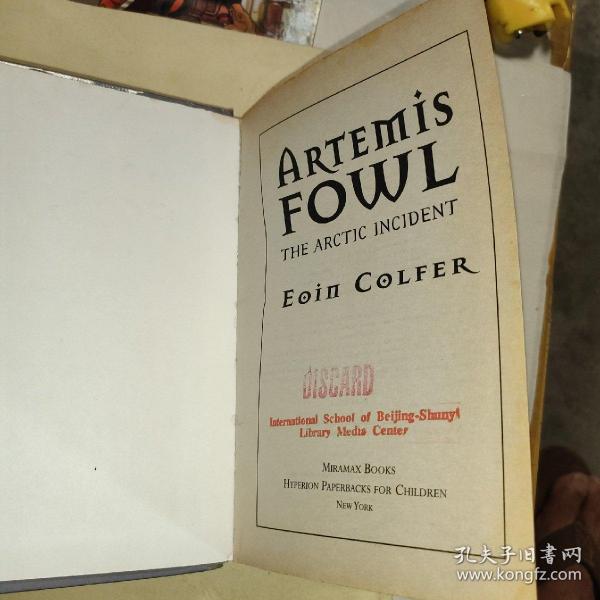 ARTEMIS
FOWL
THE ARCTIC INCIDENT
EOIN COLFER
DISCARD
International School of Beijing-Shunyi
Library Media Center
MIRAMAX BOOKS
HYPERION PAPERBACKS FOR CHILDREN
NEW YORK
孔夫子旧书网
www.kongfz.com